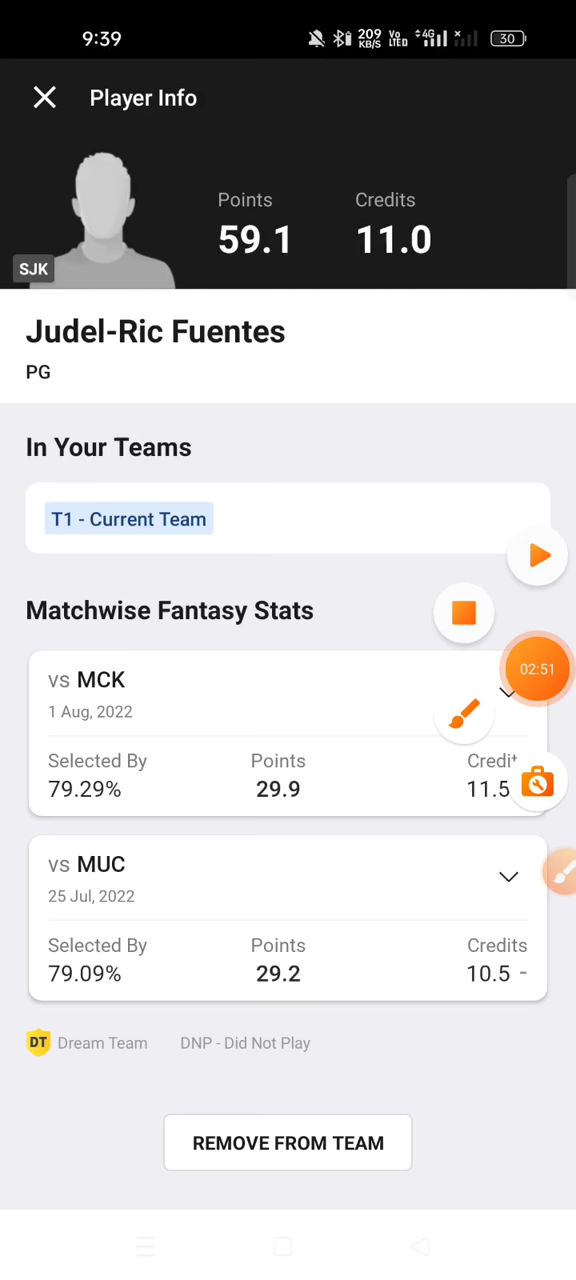 9:39 209 KB/S Vo LTED 4G 30
Player Info
Points Credits
59.1 11.0
SJK
Judel-Ric Fuentes
PG
In Your Teams
T1 - Current Team
Matchwise Fantasy Stats
02:51
vs MCK
1 Aug, 2022
Selected By Points Credit
79.29% 29.9 11.5
vs MUC
25 Jul, 2022
Selected By Points Credits
79.09% 29.2 10.5 -
DT Dream Team DNP - Did Not Play
REMOVE FROM TEAM